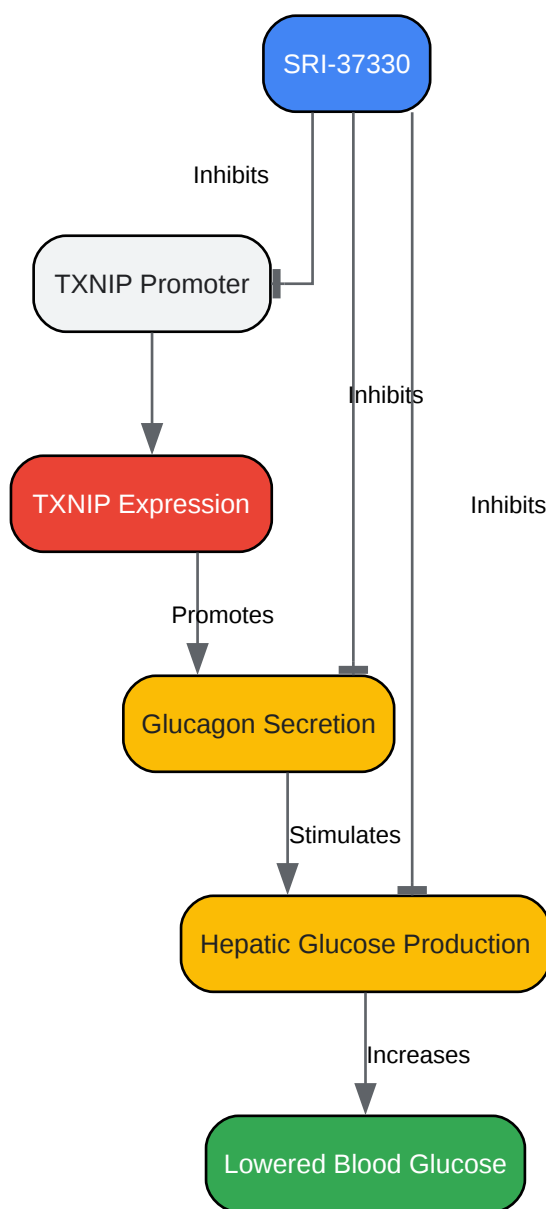 SRI-37330
Inhibits
TXNIP Promoter
Inhibits
TXNIP Expression
Inhibits
Promotes
Glucagon Secretion
Stimulates
Hepatic Glucose Production
Increases
Lowered Blood Glucose